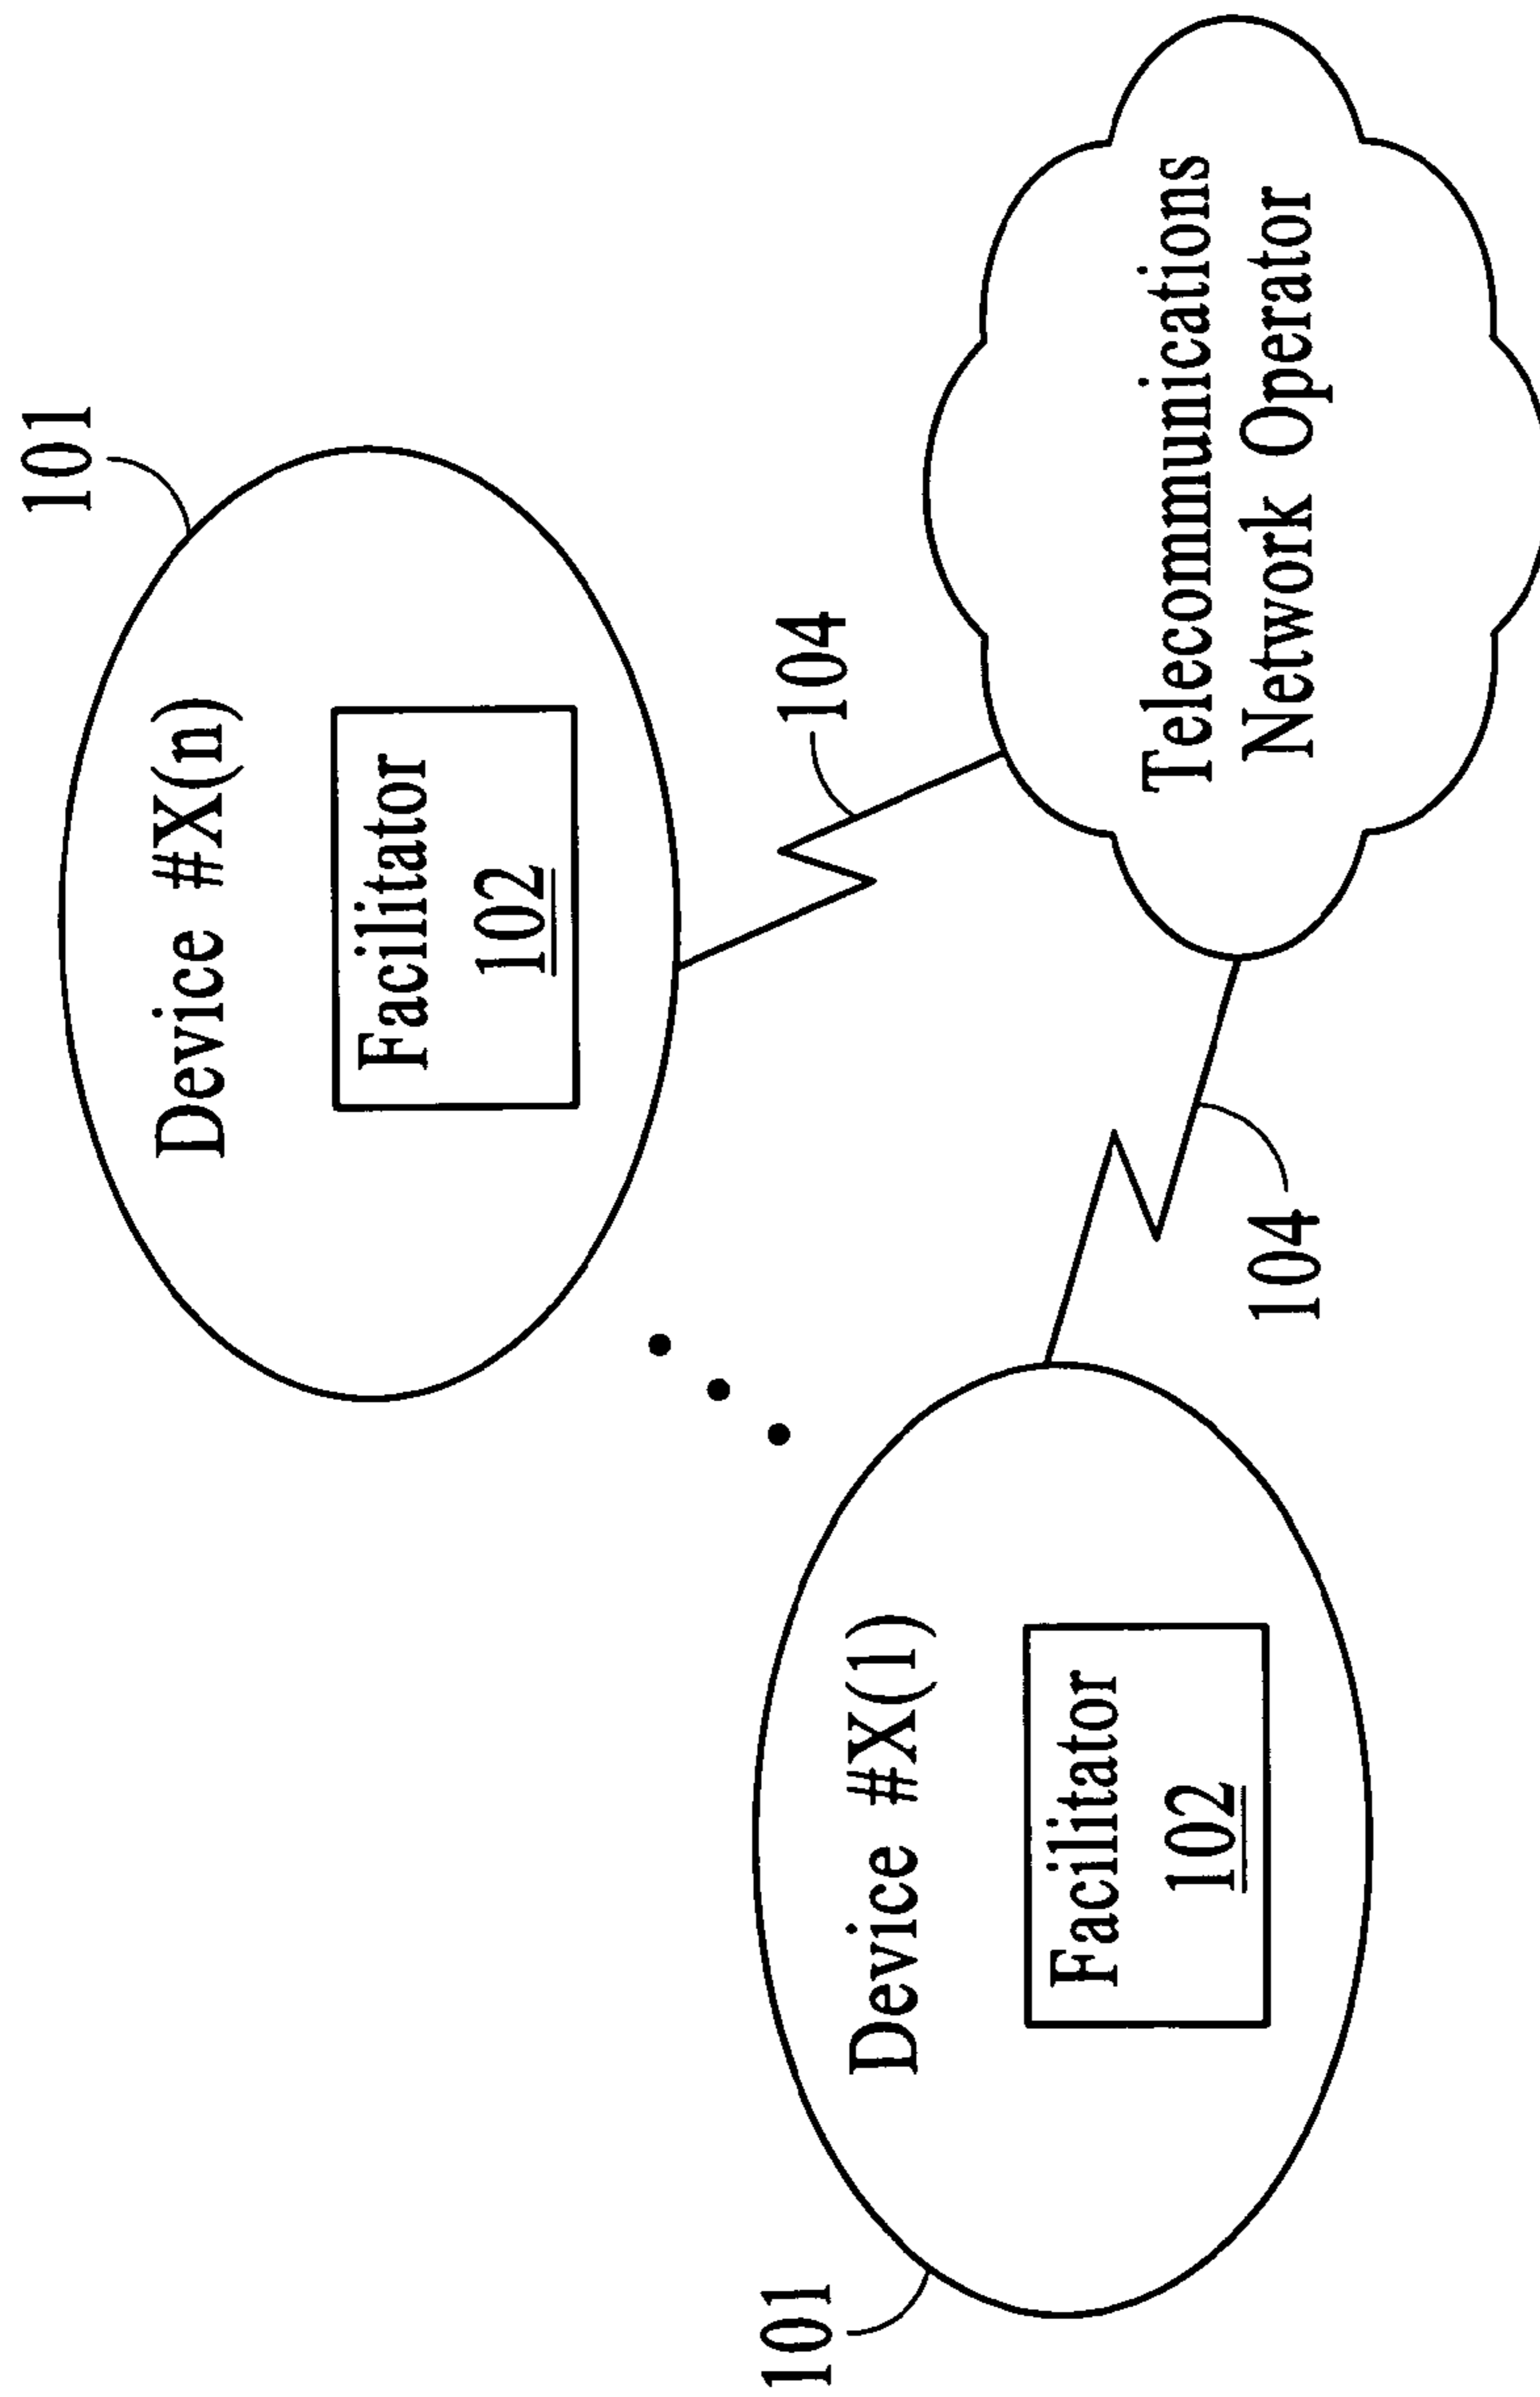 101
Device #X(n)
Facilitator
102
104
Telecommunications
Network Operator
101
Device #X(1)
Facilitator
102
104